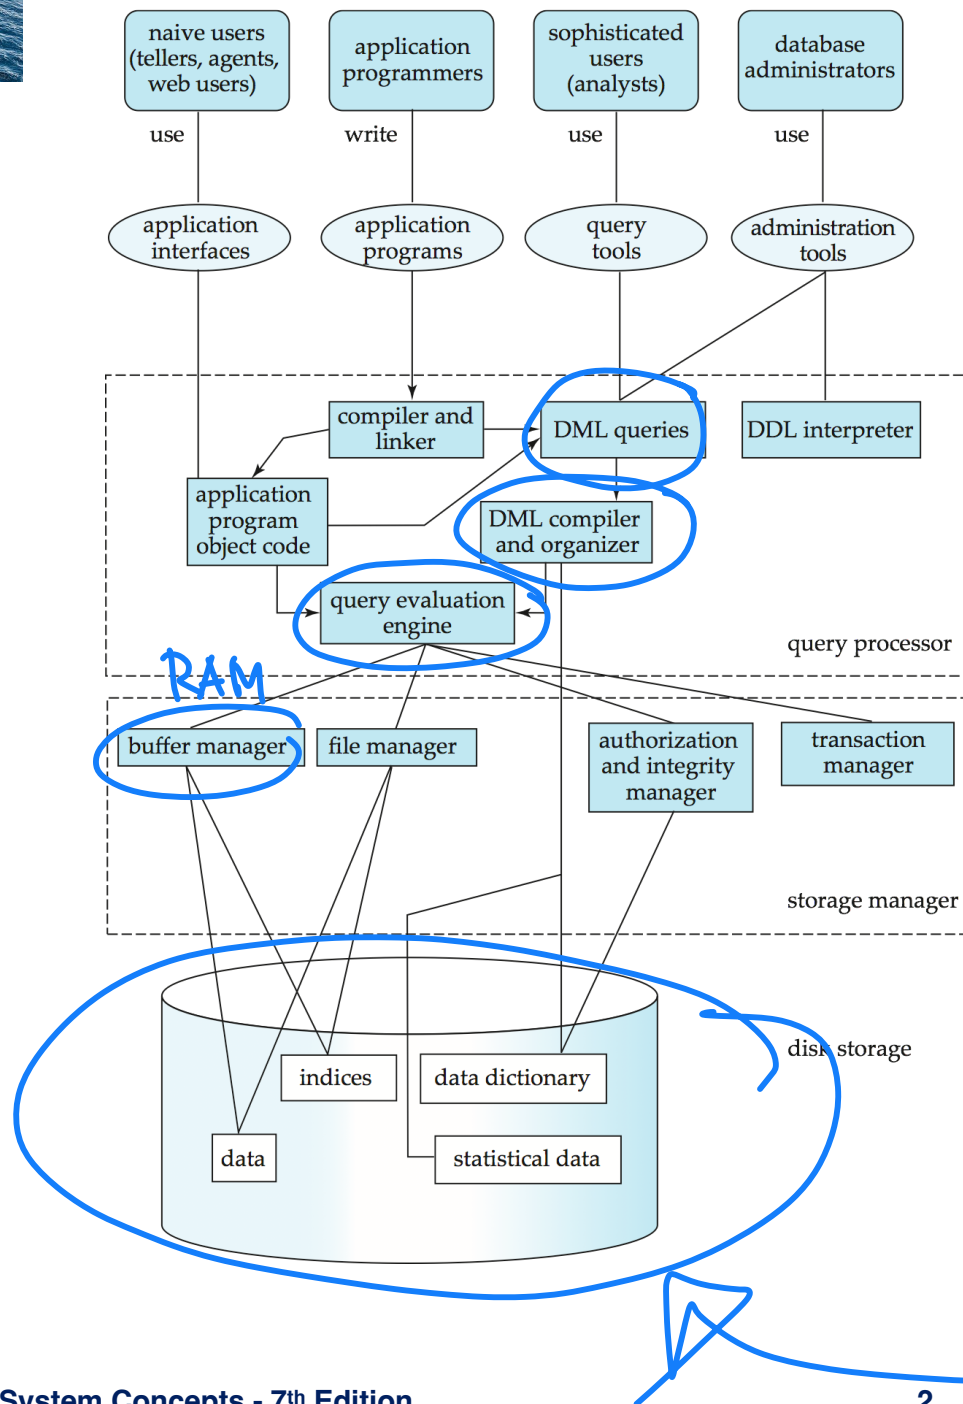 naive users
(tellers, agents,
web users)
application
programmers
sophisticated
users
(analysts)
database
administrators
use
write
use
use
application
interfaces
application
programs
query
tools
administration
tools
compiler and
linker
DML queries
DDL interpreter
application
program
object code
DML compiler
and organizer
query evaluation
engine
query processor
RAM
buffer manager
file manager
authorization
and integrity
manager
transaction
manager
storage manager
disk storage
indices
data dictionary
data
statistical data
System Concepts - 7th Edition
2